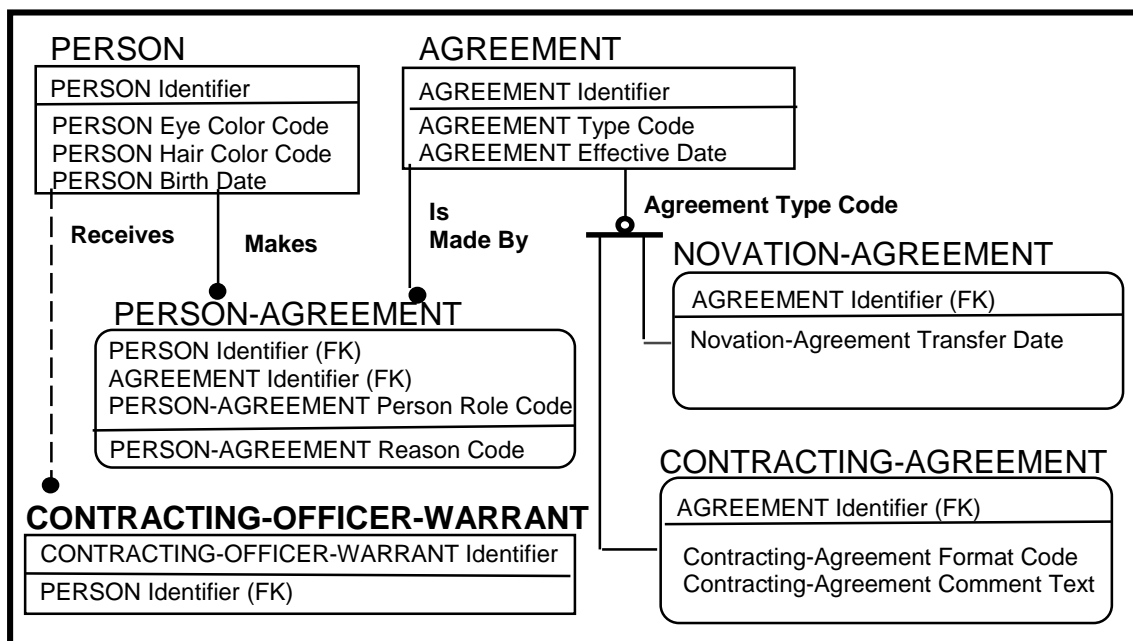 PERSON
PERSON Identifier
PERSON Eye Color Code
PERSON Hair Color Code
PERSON Birth Date
AGREEMENT
AGREEMENT Identifier
AGREEMENT Type Code
AGREEMENT Effective Date
Receives
Makes
Is
Made By
Agreement Type Code
NOVATION-AGREEMENT
AGREEMENT Identifier (FK)
Novation-Agreement Transfer Date
PERSON-AGREEMENT
PERSON Identifier (FK)
AGREEMENT Identifier (FK)
PERSON-AGREEMENT Person Role Code
PERSON-AGREEMENT Reason Code
CONTRACTING-AGREEMENT
AGREEMENT Identifier (FK)
Contracting-Agreement Format Code
Contracting-Agreement Comment Text
CONTRACTING-OFFICER-WARRANT
CONTRACTING-OFFICER-WARRANT Identifier
PERSON Identifier (FK)